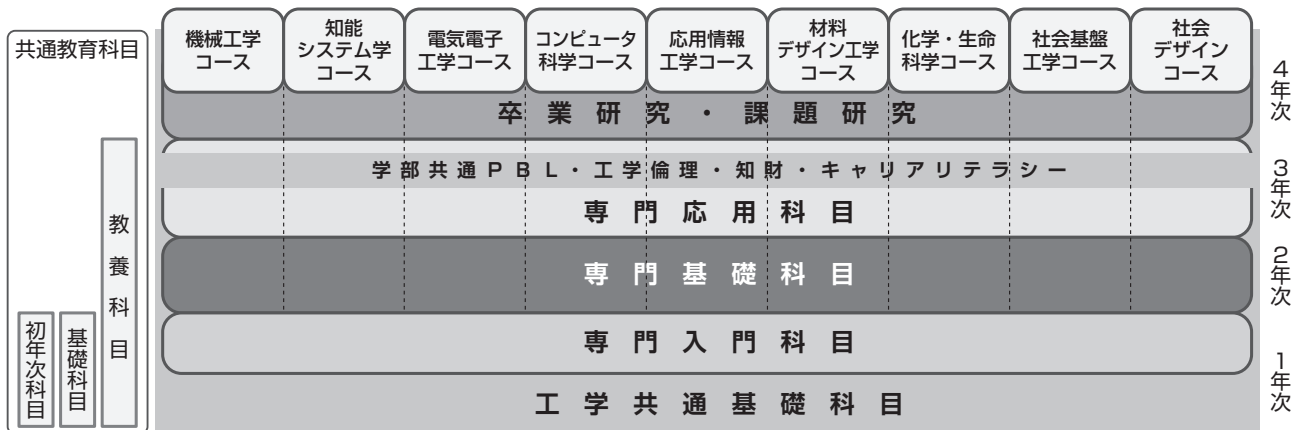 共通教育科目
初年次科目
基礎科目
教養科目
機械工学
コース
知能
システム学
コース
電気電子
工学コース
コンピュータ
科学コース
応用情報
工学コース
材料
デザイン工学
コース
化学・生命
科学コース
社会基盤
工学コース
社会
デザイン
コース
卒業研究・課題研究
学部共通PBL・工学倫理・知財・キャリアリテラシー
専門応用科目
専門基礎科目
専門入門科目
工学共通基礎科目
4年次
3年次
2年次
1年次